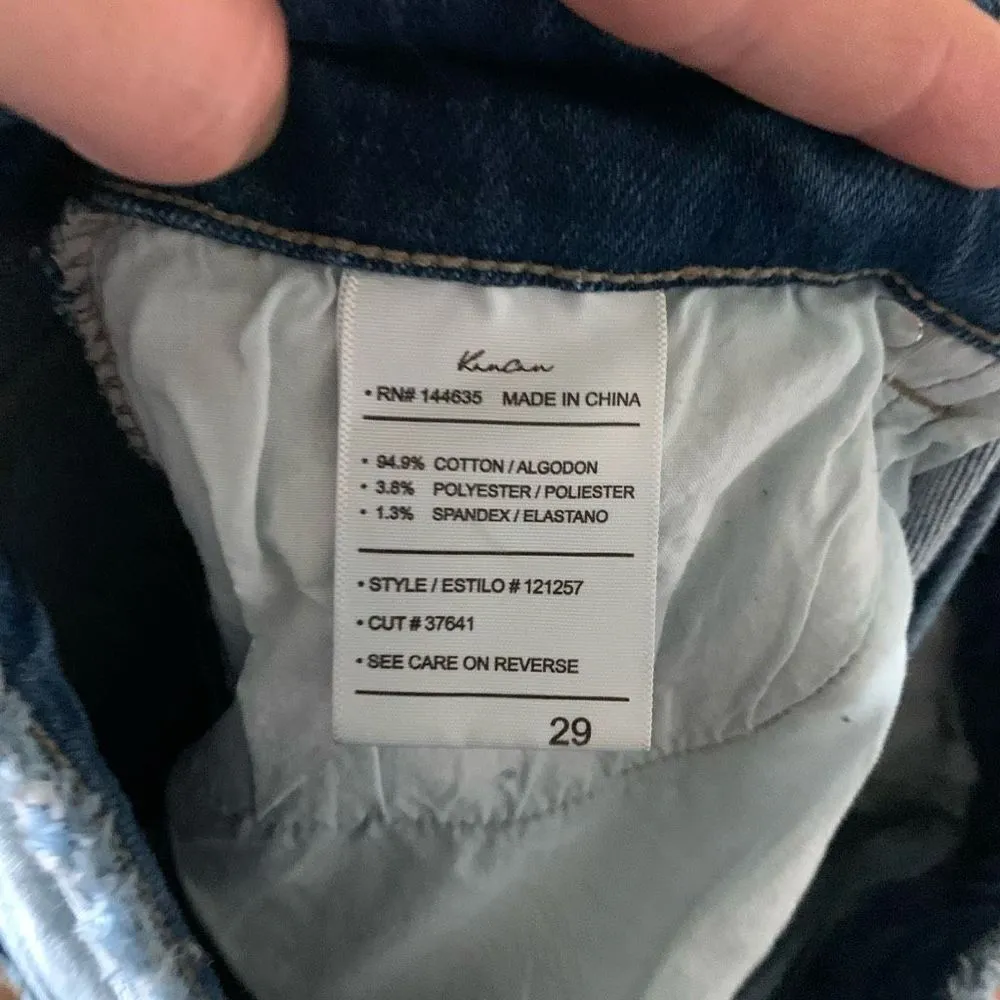 KanCan
• RN# 144635 MADE IN CHINA
• 94.9% COTTON / ALGODON
• 3.8% POLYESTER / POLIESTER
• 1.3% SPANDEX / ELASTANO
• STYLE / ESTILO # 121257
• CUT # 37641
• SEE CARE ON REVERSE
29